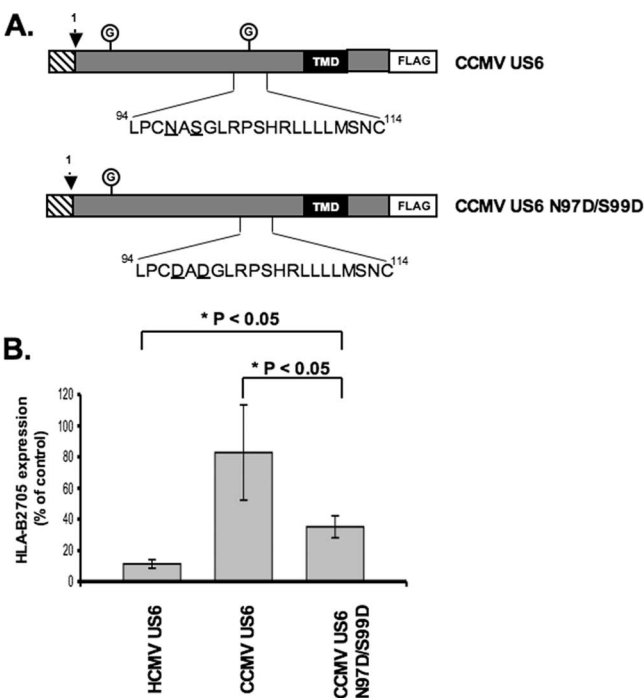 A.
1
G
G
TMD
FLAG
CCMV US6
94 LPCNASGLRPSHRLLLLMSNC 114
1
G
TMD
FLAG
CCMV US6 N97D/S99D
94 LPCDADGLRPSHRLLLLMSNC 114
B.
* P < 0.05
* P < 0.05
HLA-B2705 expression
(% of control)
120
100
80
60
40
20
0
HCMV US6
CCMV US6
CCMV US6
N97D/S99D